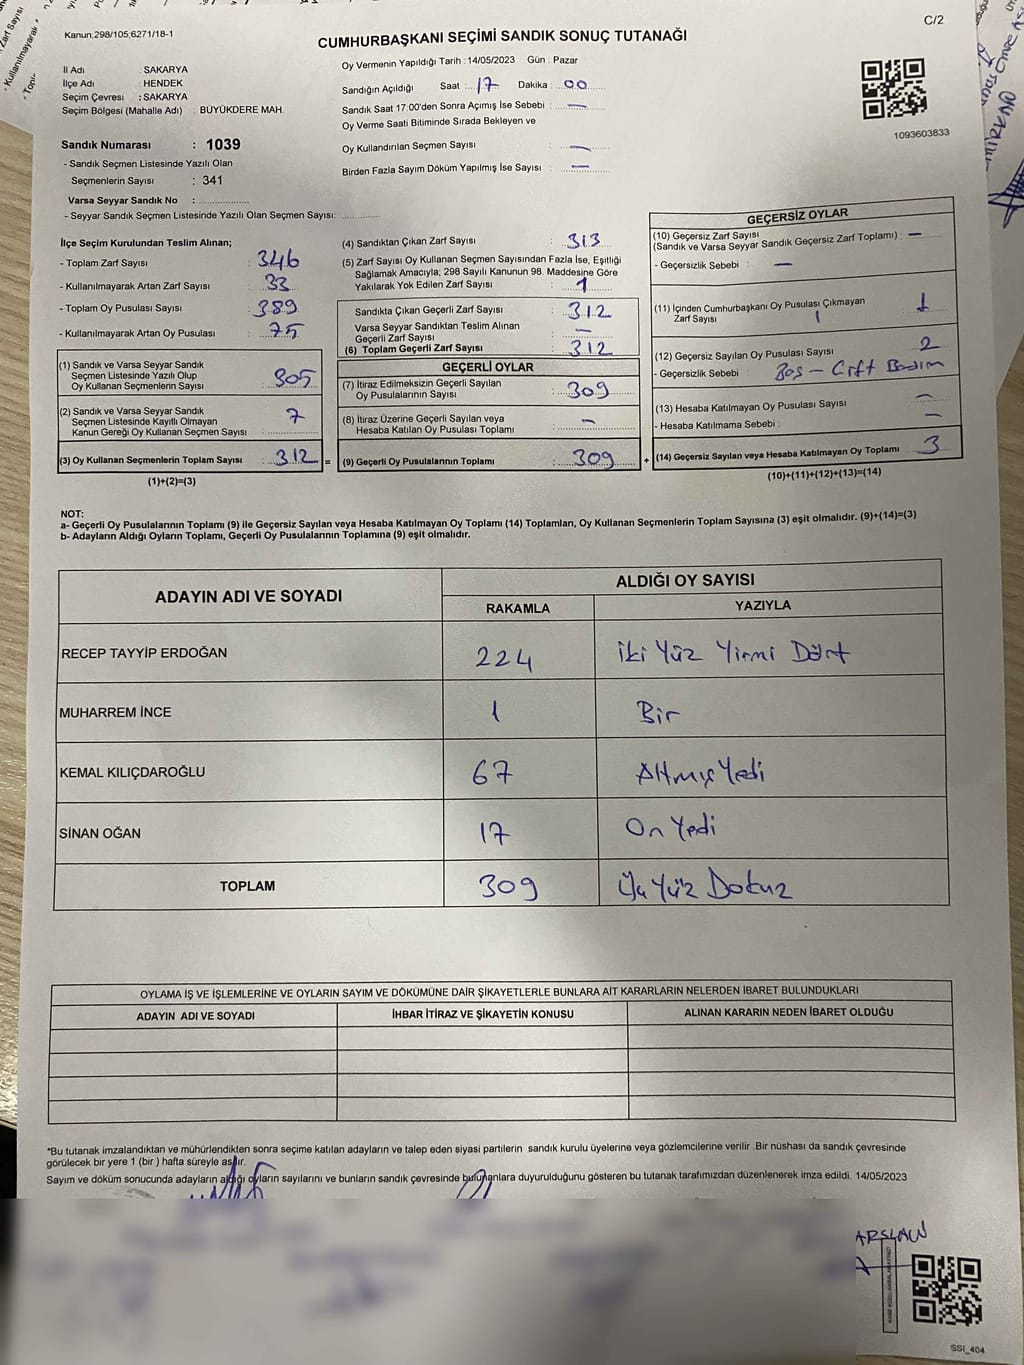 Kanun;298/105;6271/18-1
C/2
CUMHURBAŞKANI SEÇİMİ SANDIK SONUÇ TUTANAĞI
İl Adı : SAKARYA
İlçe Adı : HENDEK
Seçim Çevresi : SAKARYA
Seçim Bölgesi (Mahalle Adı) : BÜYÜKDERE MAH.
Sandık Numarası : 1039
- Sandık Seçmen Listesinde Yazılı Olan
Seçmenlerin Sayısı : 341
Varsa Seyyar Sandık No :
- Seyyar Sandık Seçmen Listesinde Yazılı Olan Seçmen Sayısı:
Oy Vermenin Yapıldığı Tarih : 14/05/2023 Gün : Pazar
Sandığın Açıldığı Saat : 17 Dakika : 00
Sandık Saat 17:00'den Sonra Açımış İse Sebebi : —
Oy Verme Saati Bitiminde Sırada Bekleyen ve
Oy Kullandırılan Seçmen Sayısı : —
Birden Fazla Sayım Döküm Yapılmış İse Sayısı : —
1093603833
İlçe Seçim Kurulundan Teslim Alınan;
- Toplam Zarf Sayısı : 346
- Kullanılmayarak Artan Zarf Sayısı : 33
- Toplam Oy Pusulası Sayısı : 389
- Kullanılmayarak Artan Oy Pusulası : 75
(1) Sandık ve Varsa Seyyar Sandık
Seçmen Listesinde Yazılı Olup
Oy Kullanan Seçmenlerin Sayısı : 305
(2) Sandık ve Varsa Seyyar Sandık
Seçmen Listesinde Kayıtlı Olmayan
Kanun Gereği Oy Kullanan Seçmen Sayısı : 7
(3) Oy Kullanan Seçmenlerin Toplam Sayısı : 312 =
(1)+(2)=(3)
(4) Sandıktan Çıkan Zarf Sayısı : 313
(5) Zarf Sayısı Oy Kullanan Seçmen Sayısından Fazla İse, Eşitliği
Sağlamak Amacıyla; 298 Sayılı Kanunun 98. Maddesine Göre
Yakılarak Yok Edilen Zarf Sayısı : 1
Sandıkta Çıkan Geçerli Zarf Sayısı : 312
Varsa Seyyar Sandıktan Teslim Alınan
Geçerli Zarf Sayısı : —
(6) Toplam Geçerli Zarf Sayısı : 312
GEÇERLİ OYLAR
(7) İtiraz Edilmeksizin Geçerli Sayılan
Oy Pusulalarının Sayısı : 309
(8) İtiraz Üzerine Geçerli Sayılan veya
Hesaba Katılan Oy Pusulası Toplamı : —
(9) Geçerli Oy Pusulalarının Toplamı : 309 +
GEÇERSİZ OYLAR
(10) Geçersiz Zarf Sayısı
(Sandık ve Varsa Seyyar Sandık Geçersiz Zarf Toplamı) : —
- Geçersizlik Sebebi : —
(11) İçinden Cumhurbaşkanı Oy Pusulası Çıkmayan
Zarf Sayısı : 1
(12) Geçersiz Sayılan Oy Pusulası Sayısı : 2
- Geçersizlik Sebebi : Boş – Çift Basım
(13) Hesaba Katılmayan Oy Pusulası Sayısı : —
- Hesaba Katılmama Sebebi : —
(14) Geçersiz Sayılan veya Hesaba Katılmayan Oy Toplamı : 3
(10)+(11)+(12)+(13)=(14)
NOT:
a- Geçerli Oy Pusulalarının Toplamı (9) ile Geçersiz Sayılan veya Hesaba Katılmayan Oy Toplamı (14) Toplamları, Oy Kullanan Seçmenlerin Toplam Sayısına (3) eşit olmalıdır. (9)+(14)=(3)
b- Adayların Aldığı Oyların Toplamı, Geçerli Oy Pusulalarının Toplamına (9) eşit olmalıdır.
ADAYIN ADI VE SOYADI
ALDIĞI OY SAYISI
RAKAMLA YAZIYLA
RECEP TAYYİP ERDOĞAN 224 İki Yüz Yirmi Dört
MUHARREM İNCE 1 Bir
KEMAL KILIÇDAROĞLU 67 Altmış Yedi
SİNAN OĞAN 17 On Yedi
TOPLAM 309 Üç Yüz Dokuz
OYLAMA İŞ VE İŞLEMLERİNE VE OYLARIN SAYIM VE DÖKÜMÜNE DAİR ŞİKAYETLERLE BUNLARA AİT KARARLARIN NELERDEN İBARET BULUNDUKLARI
ADAYIN ADI VE SOYADI İHBAR İTİRAZ VE ŞİKAYETİN KONUSU ALINAN KARARIN NEDEN İBARET OLDUĞU
*Bu tutanak imzalandıktan ve mühürlendikten sonra seçime katılan adayların ve talep eden siyasi partilerin sandık kurulu üyelerine veya gözlemcilerine verilir .Bir nüshası da sandık çevresinde
görülecek bir yere 1 (bir ) hafta süreyle asılır.
Sayım ve döküm sonucunda adayların aldığı oyların sayılarını ve bunların sandık çevresinde bulunanlara duyurulduğunu gösteren bu tutanak tarafımızdan düzenlenerek imza edildi. 14/05/2023
ARSLAN
SSİ_404